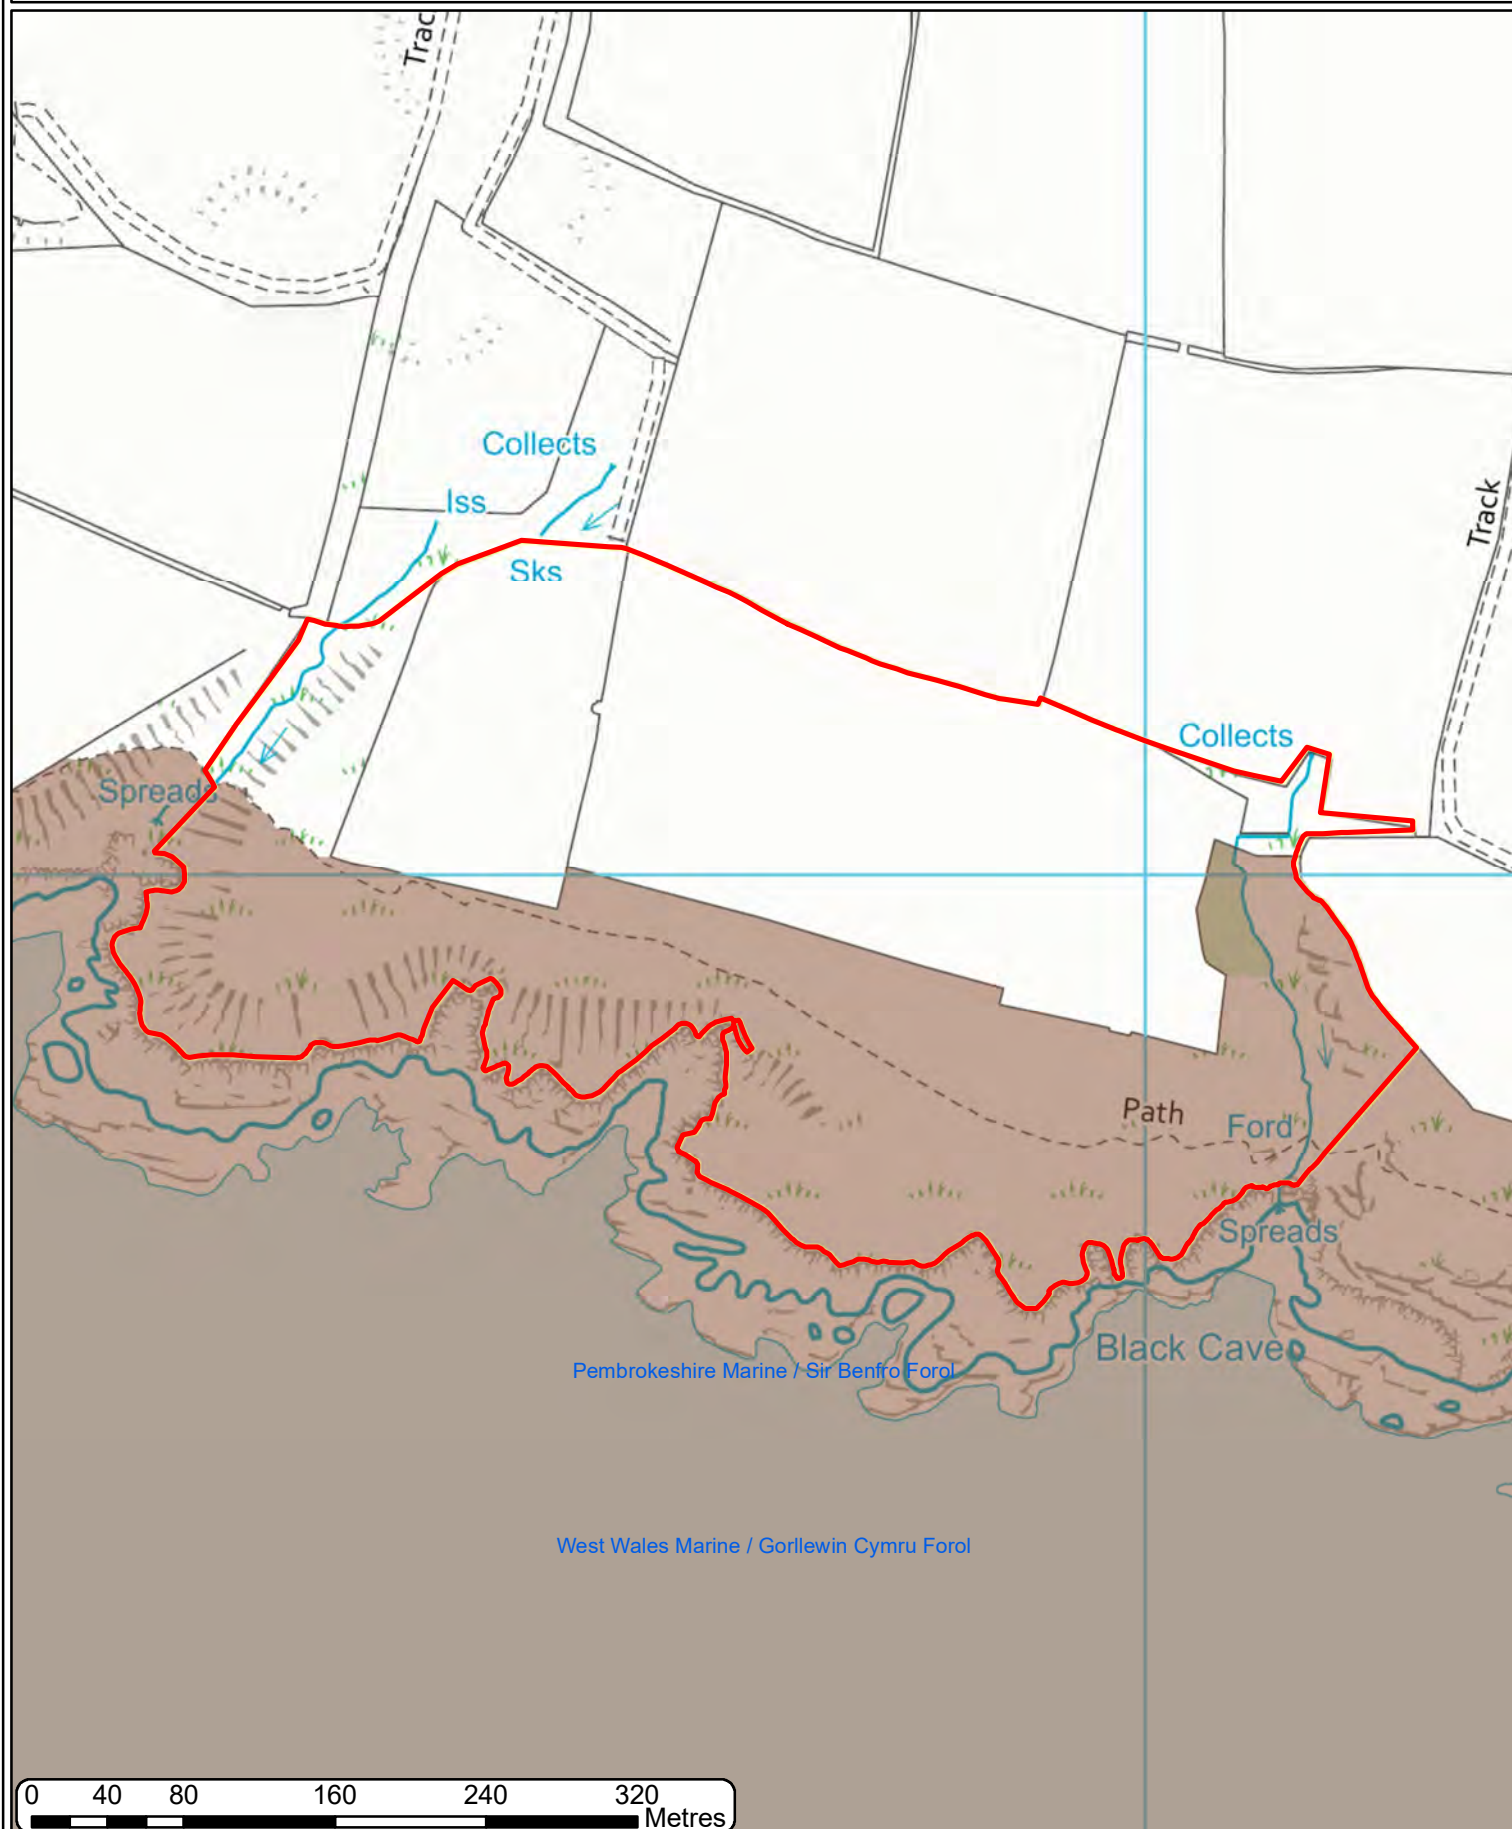 Trac
Collects
Iss
Sks
Track
Collects
Spreads
Path
Ford
Spreads
Black Cave
Pembrokeshire Marine / Sir Benfro Forol
West Wales Marine / Gorllewin Cymru Forol
0 40 80 160 240 320
Metres